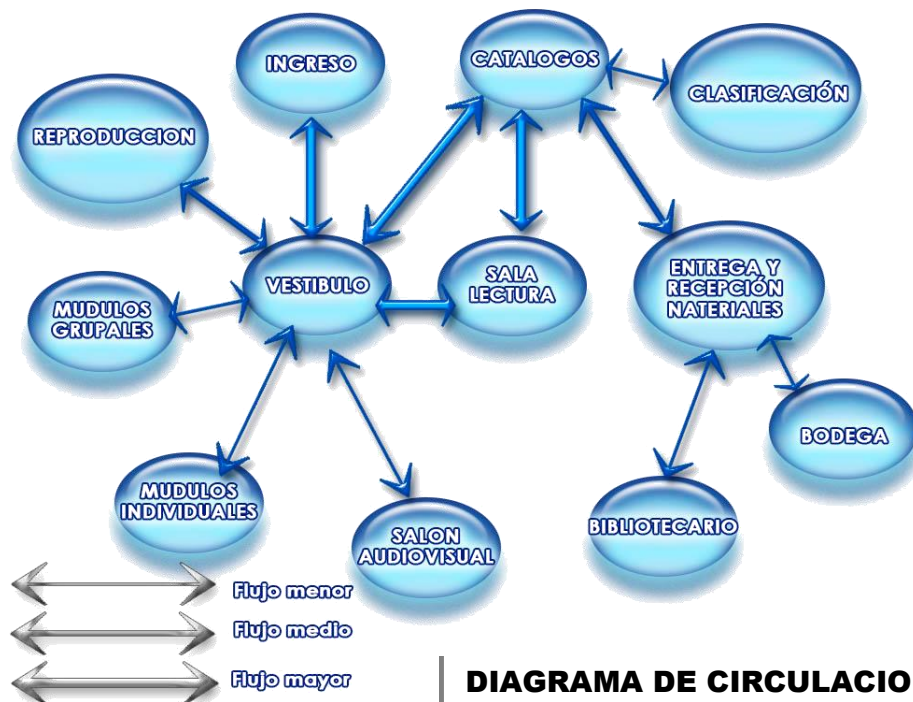 INGRESO
CATALOGOS
CLASIFICACIÓN
REPRODUCCION
VESTIBULO
SALA
LECTURA
ENTREGA Y
RECEPCIÓN
NATERIALES
MUDULOS
GRUPALES
BODEGA
MUDULOS
INDIVIDUALES
SALON
AUDIOVISUAL
BIBLIOTECARIO
Flujo menor
Flujo medio
Flujo mayor
DIAGRAMA DE CIRCULACIO